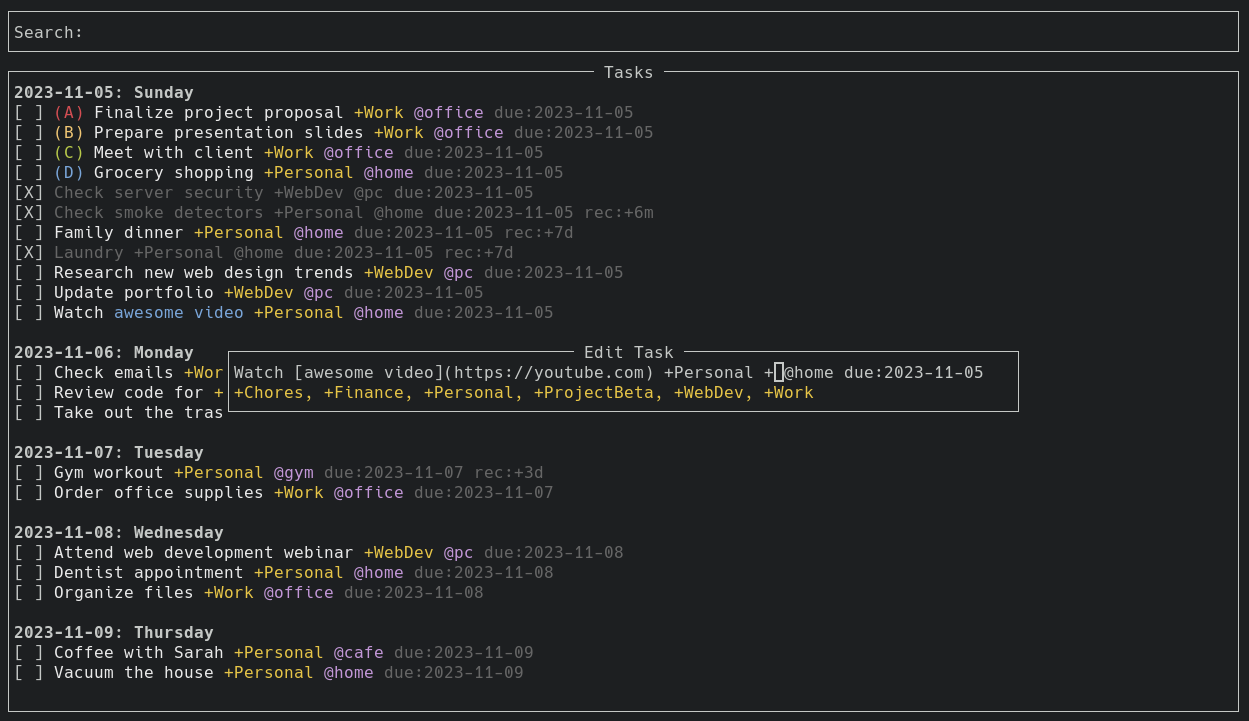 Search:
Tasks
2023-11-05: Sunday
[ ] (A) Finalize project proposal +Work @office due:2023-11-05
[ ] (B) Prepare presentation slides +Work @office due:2023-11-05
[ ] (C) Meet with client +Work @office due:2023-11-05
[ ] (D) Grocery shopping +Personal @home due:2023-11-05
[X] Check server security +WebDev @pc due:2023-11-05
[X] Check smoke detectors +Personal @home due:2023-11-05 rec:+6m
[ ] Family dinner +Personal @home due:2023-11-05 rec:+7d
[X] Laundry +Personal @home due:2023-11-05 rec:+7d
[ ] Research new web design trends +WebDev @pc due:2023-11-05
[ ] Update portfolio +WebDev @pc due:2023-11-05
[ ] Watch awesome video +Personal @home due:2023-11-05
2023-11-06: Monday
[ ] Check emails +Wor
[ ] Review code for +
[ ] Take out the tras
Edit Task
Watch [awesome video](https://youtube.com) +Personal + @home due:2023-11-05
+Chores, +Finance, +Personal, +ProjectBeta, +WebDev, +Work
2023-11-07: Tuesday
[ ] Gym workout +Personal @gym due:2023-11-07 rec:+3d
[ ] Order office supplies +Work @office due:2023-11-07
2023-11-08: Wednesday
[ ] Attend web development webinar +WebDev @pc due:2023-11-08
[ ] Dentist appointment +Personal @home due:2023-11-08
[ ] Organize files +Work @office due:2023-11-08
2023-11-09: Thursday
[ ] Coffee with Sarah +Personal @cafe due:2023-11-09
[ ] Vacuum the house +Personal @home due:2023-11-09